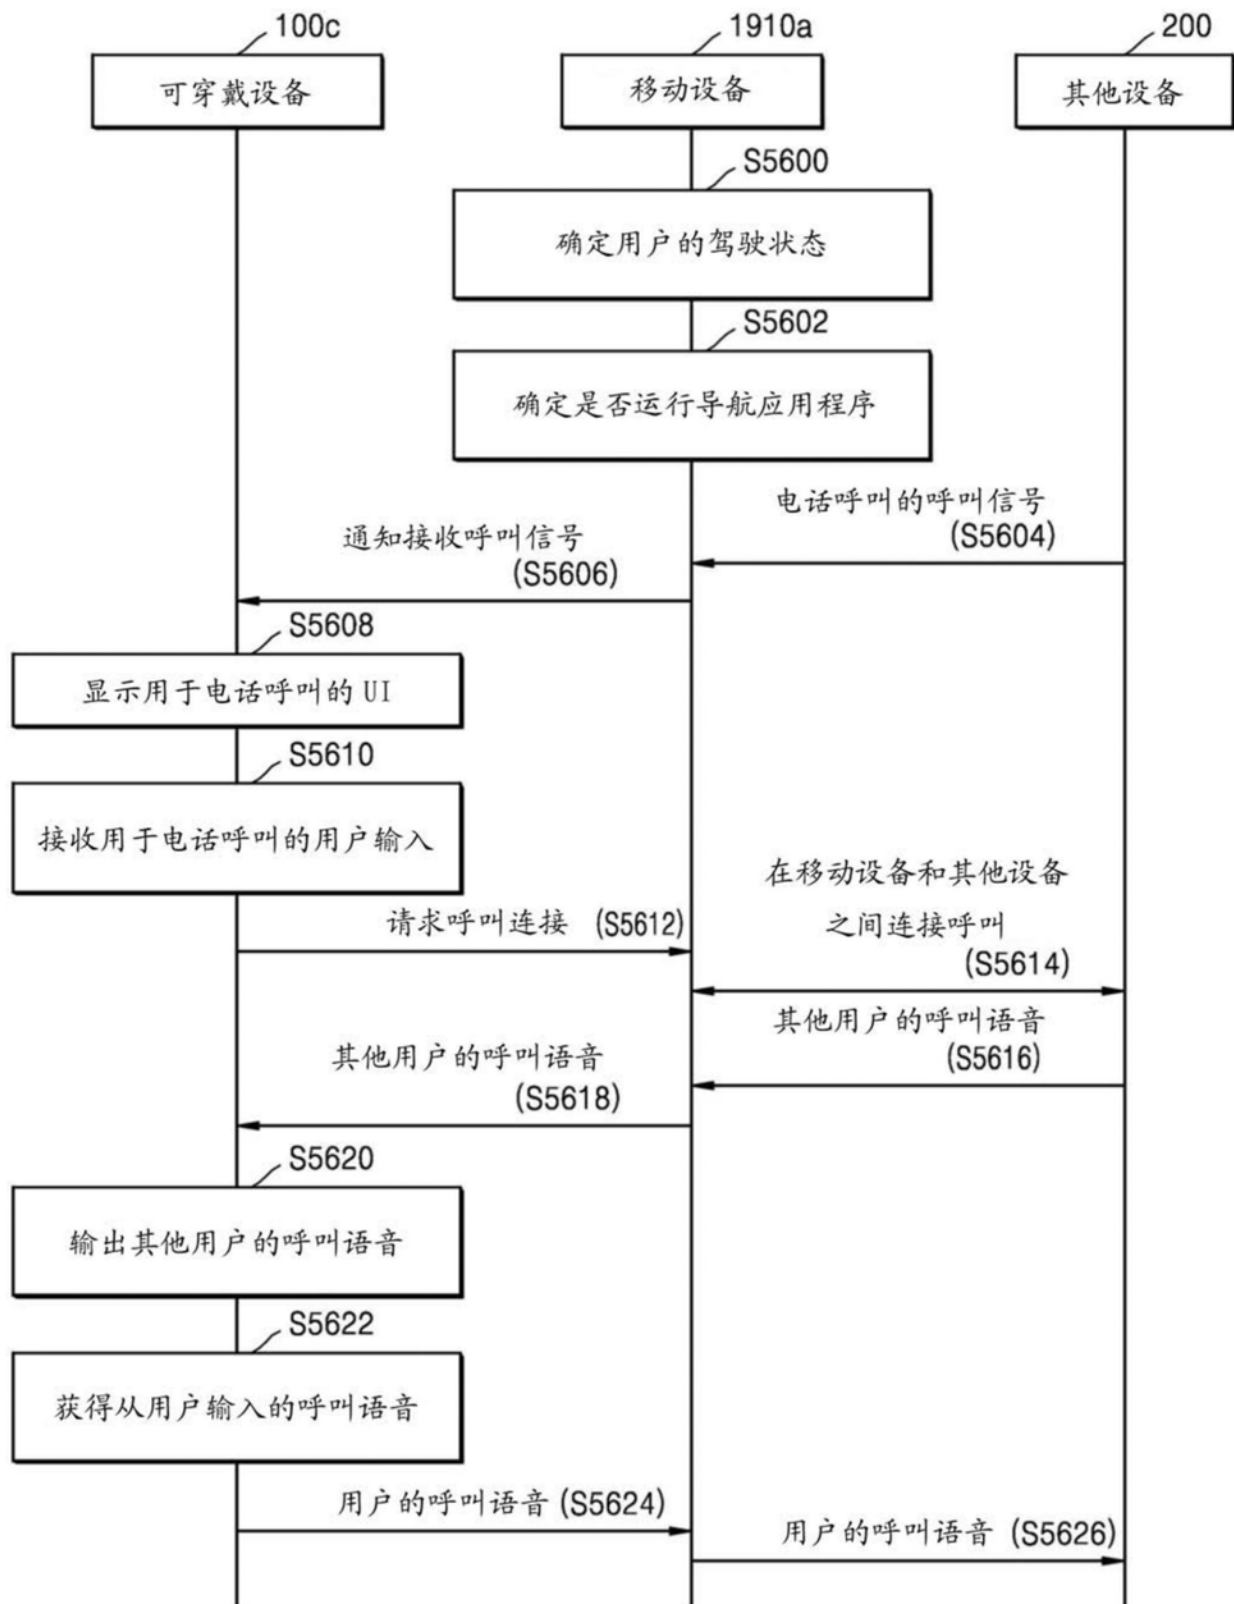 100c
1910a
200
可穿戴设备
移动设备
其他设备
S5600
确定用户的驾驶状态
S5602
确定是否运行导航应用程序
电话呼叫的呼叫信号
(S5604)
通知接收呼叫信号
(S5606)
S5608
显示用于电话呼叫的 UI
S5610
接收用于电话呼叫的用户输入
请求呼叫连接 (S5612)
在移动设备和其他设备
之间连接呼叫
(S5614)
其他用户的呼叫语音
(S5616)
其他用户的呼叫语音
(S5618)
S5620
输出其他用户的呼叫语音
S5622
获得从用户输入的呼叫语音
用户的呼叫语音 (S5624)
用户的呼叫语音 (S5626)